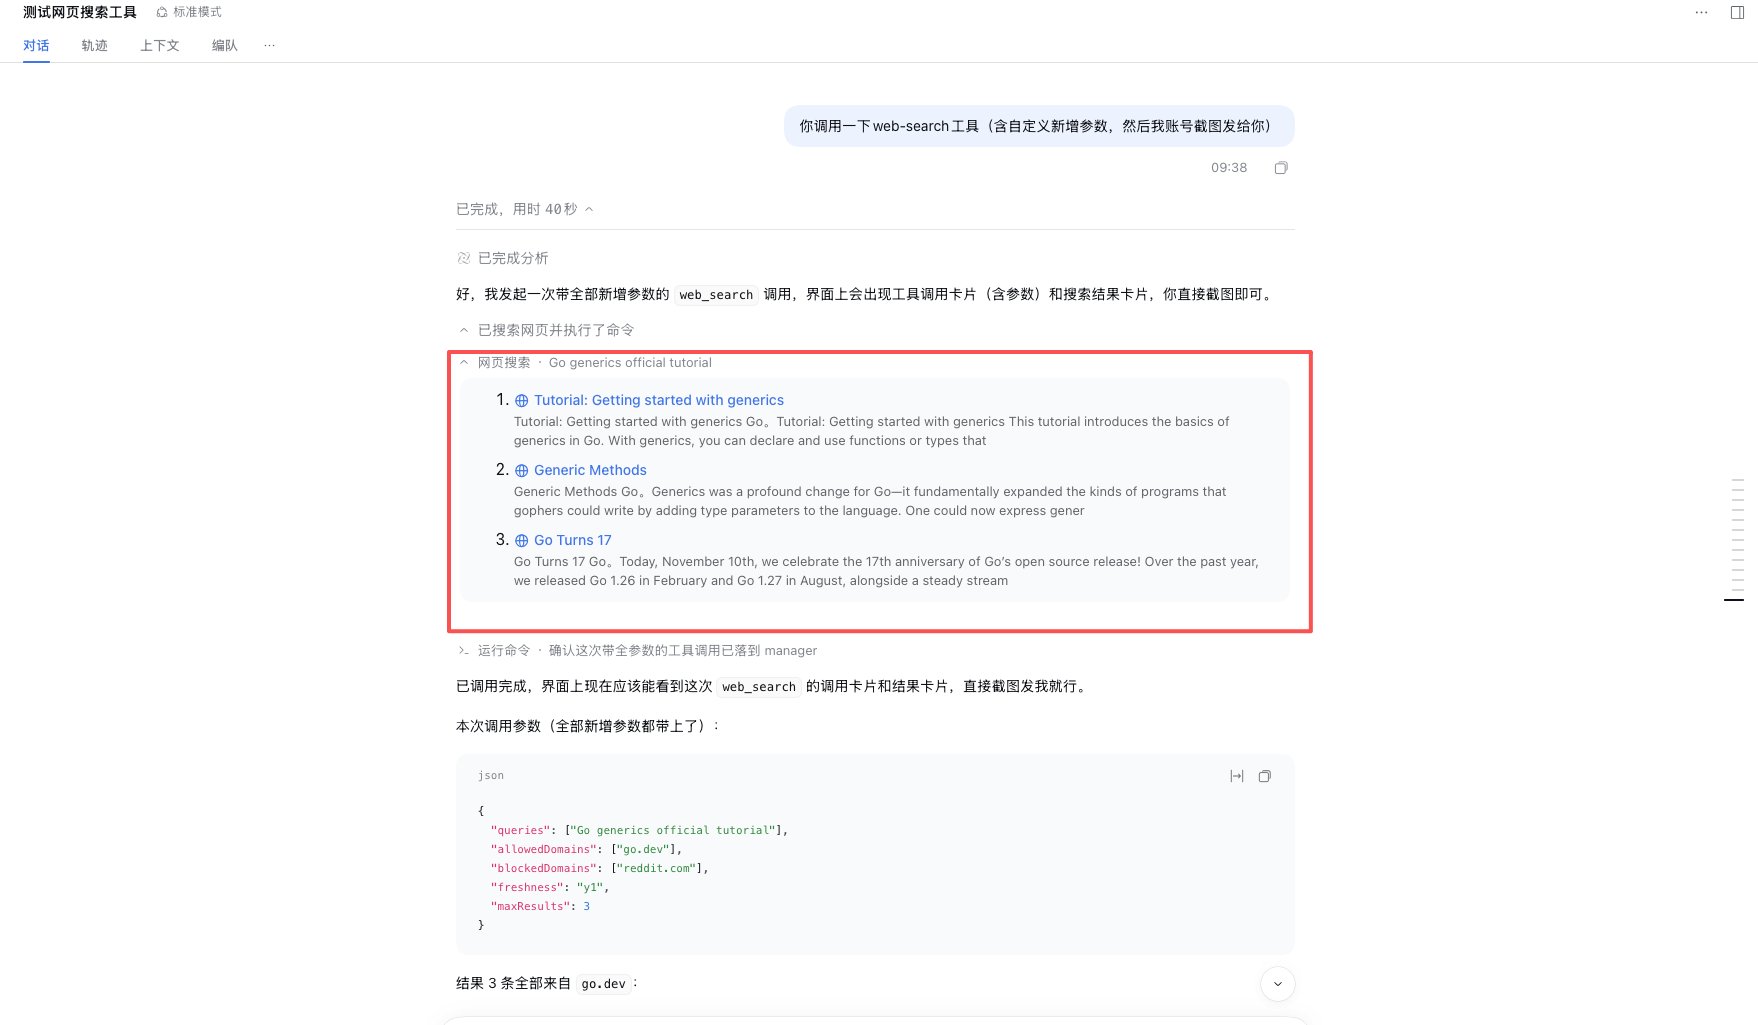 测试网页搜索工具 标准模式
对话 轨迹 上下文 编队 ...
你调用一下web-search工具（含自定义新增参数，然后我账号截图发给你）
09:38
已完成，用时 40秒
已完成分析
好，我发起一次带全部新增参数的 web_search 调用，界面上会出现工具调用卡片（含参数）和搜索结果卡片，你直接截图即可。
已搜索网页并执行了命令
网页搜索 · Go generics official tutorial
1. Tutorial: Getting started with generics
Tutorial: Getting started with generics Go。Tutorial: Getting started with generics This tutorial introduces the basics of
generics in Go. With generics, you can declare and use functions or types that
2. Generic Methods
Generic Methods Go。Generics was a profound change for Go—it fundamentally expanded the kinds of programs that
gophers could write by adding type parameters to the language. One could now express gener
3. Go Turns 17
Go Turns 17 Go。Today, November 10th, we celebrate the 17th anniversary of Go’s open source release! Over the past year,
we released Go 1.26 in February and Go 1.27 in August, alongside a steady stream
运行命令 · 确认这次带全参数的工具调用已落到 manager
已调用完成，界面上现在应该能看到这次 web_search 的调用卡片和结果卡片，直接截图发我就行。
本次调用参数（全部新增参数都带上了）：
json
{
"queries": ["Go generics official tutorial"],
"allowedDomains": ["go.dev"],
"blockedDomains": ["reddit.com"],
"freshness": "y1",
"maxResults": 3
}
结果 3 条全部来自 go.dev：